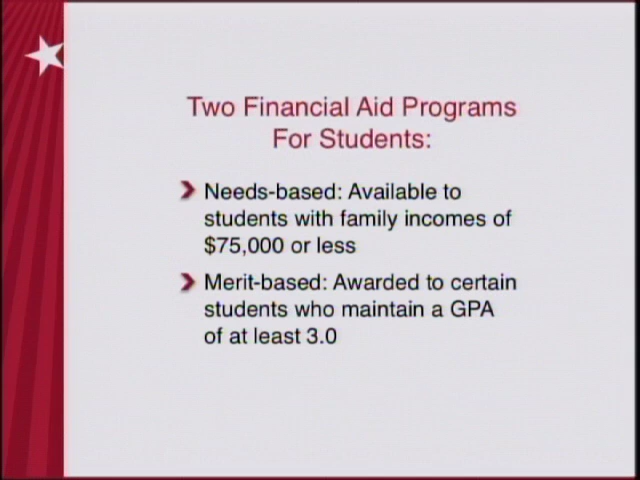 Two Financial Aid Programs
For Students:
Needs-based: Available to
students with family incomes of
$75,000 or less
Merit-based: Awarded to certain
students who maintain a GPA
of at least 3.0